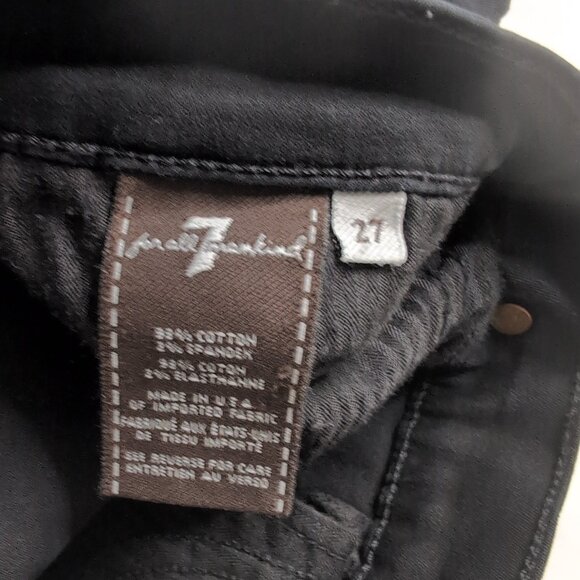 7
for all mankind
27
98% COTTON
2% SPANDEX
98% COTON
2% ELASTHANNE
MADE IN U.S.A
OF IMPORTED FABRIC
FABRIQUÉ AUX ÉTATS UNIS
DE TISSU IMPORTÉ
SEE REVERSE FOR CARE
ENTRETIEN AU VERSO